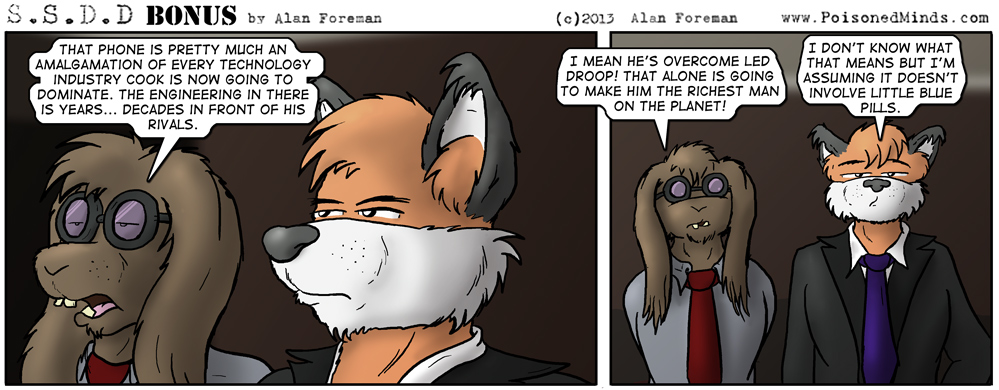 S.S.D.D BONUS by Alan Foreman (c)2013 Alan Foreman www.PoisonedMinds.com
THAT PHONE IS PRETTY MUCH AN
AMALGAMATION OF EVERY TECHNOLOGY
INDUSTRY COOK IS NOW GOING TO
DOMINATE. THE ENGINEERING IN THERE
IS YEARS... DECADES IN FRONT OF HIS
RIVALS.
I MEAN HE'S OVERCOME LED
DROOP! THAT ALONE IS GOING
TO MAKE HIM THE RICHEST MAN
ON THE PLANET!
I DON'T KNOW WHAT
THAT MEANS BUT I'M
ASSUMING IT DOESN'T
INVOLVE LITTLE BLUE
PILLS.